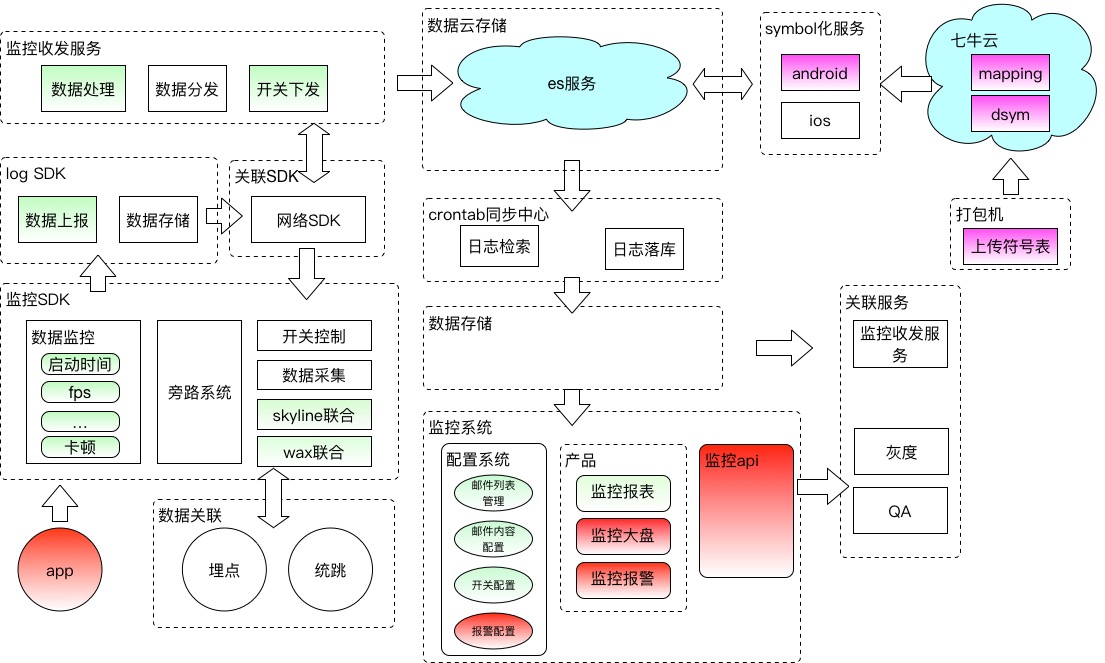 监控收发服务
数据处理
数据分发
开关下发
log SDK
数据上报
数据存储
关联SDK
网络SDK
监控SDK
数据监控
启动时间
fps
...
卡顿
旁路系统
开关控制
数据采集
skyline联合
wax联合
app
数据关联
埋点
统跳
数据云存储
es服务
crontab同步中心
日志检索
日志落库
数据存储
监控系统
配置系统
邮件列表
管理
邮件内容
配置
开关配置
报警配置
产品
监控报表
监控大盘
监控报警
监控api
symbol化服务
android
ios
七牛云
mapping
dsym
打包机
上传符号表
关联服务
监控收发服
务
灰度
QA